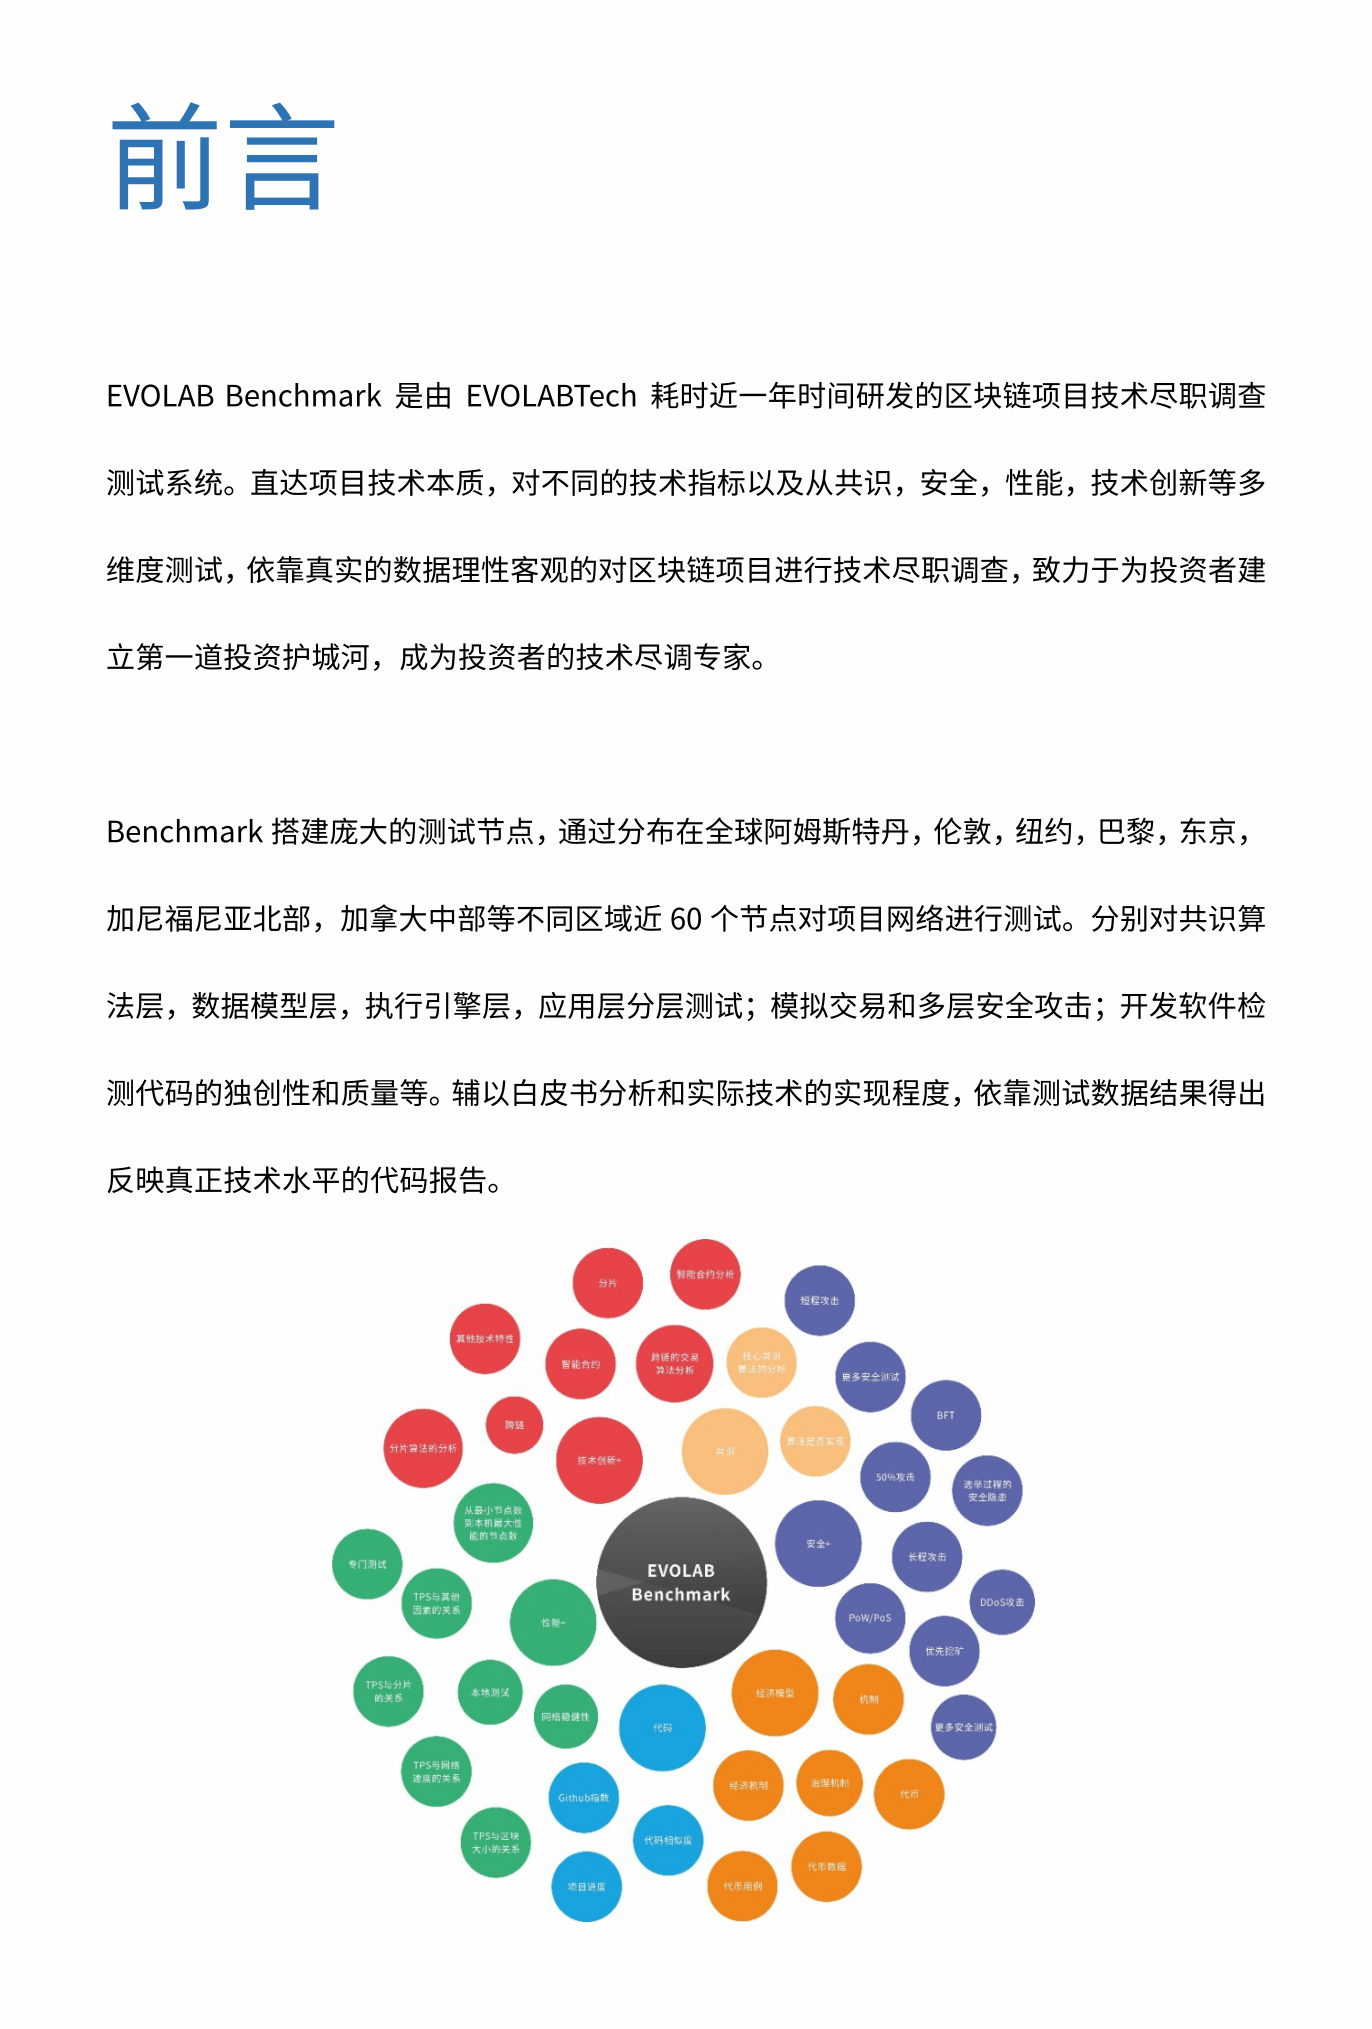 前言
EVOLAB Benchmark 是由 EVOLABTech 耗时近一年时间研发的区块链项目技术尽职调查
测试系统。直达项目技术本质，对不同的技术指标以及从共识，安全，性能，技术创新等多
维度测试，依靠真实的数据理性客观的对区块链项目进行技术尽职调查，致力于为投资者建
立第一道投资护城河，成为投资者的技术尽调专家。
Benchmark 搭建庞大的测试节点，通过分布在全球阿姆斯特丹，伦敦，纽约，巴黎，东京，
加尼福尼亚北部，加拿大中部等不同区域近 60 个节点对项目网络进行测试。分别对共识算
法层，数据模型层，执行引擎层，应用层分层测试；模拟交易和多层安全攻击；开发软件检
测代码的独创性和质量等。辅以白皮书分析和实际技术的实现程度，依靠测试数据结果得出
反映真正技术水平的代码报告。
分片
智能合约分析
短程攻击
其他技术特性
智能合约
跨链的交易
算法分析
核心共识
算法的分析
更多安全测试
BFT
分片算法的分析
跨链
技术创新+
共识
算法是否实现
50%攻击
选举过程的
安全隐患
从最小节点数
到本机最大性
能的节点数
专门测试
TPS与其他
因素的关系
性能+
EVOLAB
Benchmark
安全+
长程攻击
PoW/PoS
DDoS攻击
优先挖矿
TPS与分片
的关系
本地测试
网络稳健性
代码
经济模型
机制
更多安全测试
TPS与网络
速度的关系
Github指数
经济机制
治理机制
代币
TPS与区块
大小的关系
代码相似度
项目进度
代币用例
代币数据